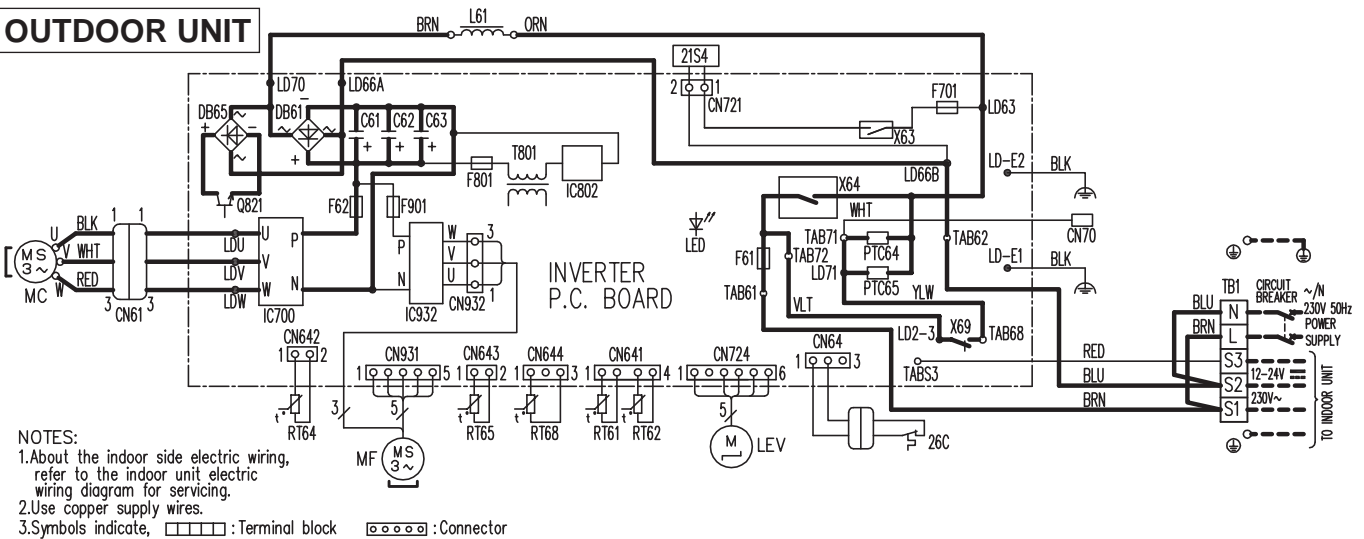 OUTDOOR UNIT
BRN L61 ORN
21S4
2 1
CN721
LD70 LD66A
DB65 DB61
C61 C62 C63
F701
LD63
X63
T801
F801
IC802
Q821
F62 F901
LD66B
LD-E2 BLK
X64
WHT
LED
CN70
TAB71
PTC64
TAB62
TAB72
F61
LD71
PTC65
LD-E1 BLK
TAB61
VLT
YLW
LD2-3 X69 TAB68
U BLK
V WHT
W RED
MS
3~
MC
1 1
3 3
CN61
LDU
LDV
LDW
U
V
W
P
N
IC700
P
N
IC932
W 3
V
U 1
CN932
INVERTER
P.C. BOARD
CN642
1 2
t°
RT64
3
CN931
1 5
5
MF
MS
3~
CN643
1 2
t°
RT65
CN644
1 3
t°
RT68
CN641
1 4
t° t°
RT61 RT62
CN724
1 6
5
M
LEV
CN64
1 3
26C
TABS3
RED
BLU
BRN
TB1
BLU
BRN
N
L
S3
S2
S1
CIRCUIT
BREAKER
~/N
230V 50Hz
POWER
SUPPLY
12-24V
230V~
TO INDOOR UNIT
NOTES:
1.About the indoor side electric wiring,
refer to the indoor unit electric
wiring diagram for servicing.
2.Use copper supply wires.
3.Symbols indicate, : Terminal block : Connector